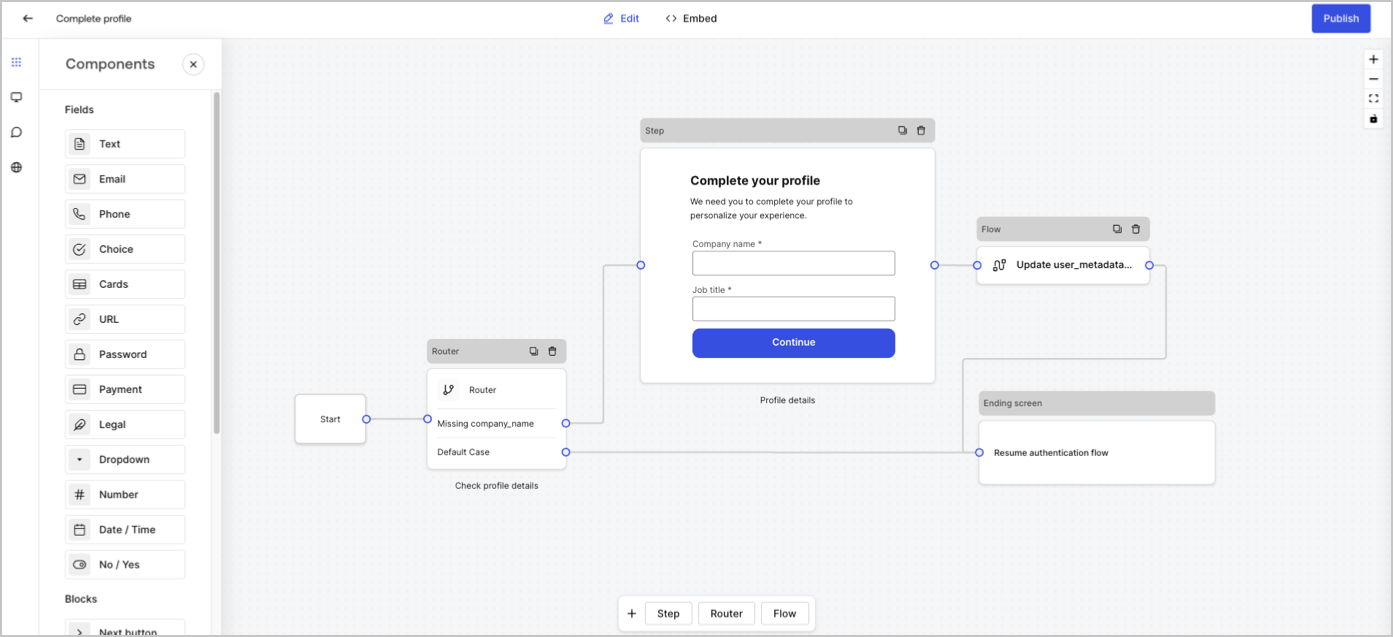 Complete profile
Edit
Embed
Publish
Components
Fields
Text
Email
Phone
Choice
Cards
URL
Password
Payment
Legal
Dropdown
Number
Date / Time
No / Yes
Blocks
Next button
Start
Router
Router
Missing company_name
Default Case
Check profile details
Step
Complete your profile
We need you to complete your profile to
personalize your experience.
Company name *
Job title *
Continue
Profile details
Flow
Update user_metadata...
Ending screen
Resume authentication flow
Step
Router
Flow